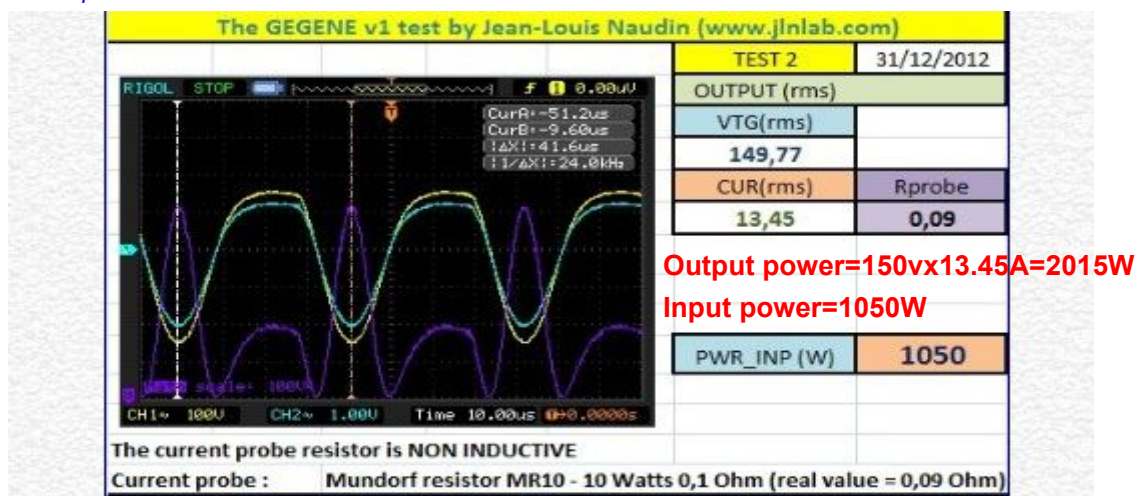 The GEGENE v1 test by Jean-Louis Naudin (www.jlnlab.com)
TEST 2 31/12/2012
RIGOL STOP f 1 0.00uV
OUTPUT (rms)
T
CurA=-51.2us
CurB=-9.60us
|ΔX|=41.6us
|1/ΔX|=24.0kHz
VTG(rms)
149,77
CUR(rms) Rprobe
13,45 0,09
Output power=150vx13.45A=2015W
Input power=1050W
PWR_INP (W) 1050
scale: 100V
CH1~ 100V CH2~ 1.00V Time 10.00us 0.0000s
The current probe resistor is NON INDUCTIVE
Current probe : Mundorf resistor MR10 - 10 Watts 0,1 Ohm (real value = 0,09 Ohm)